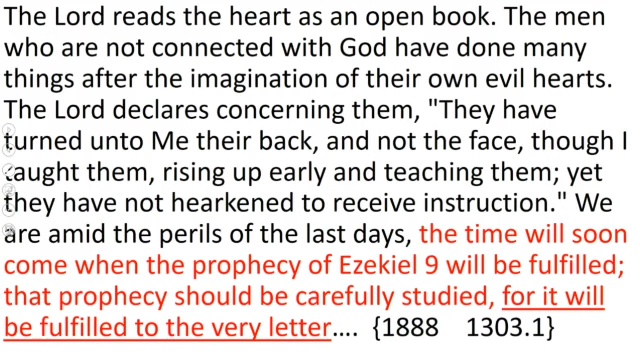 The Lord reads the heart as an open book. The men
who are not connected with God have done many
things after the imagination of their own evil hearts.
The Lord declares concerning them, "They have
turned unto Me their back, and not the face, though I
taught them, rising up early and teaching them; yet
they have not hearkened to receive instruction." We
are amid the perils of the last days, the time will soon
come when the prophecy of Ezekiel 9 will be fulfilled;
that prophecy should be carefully studied, for it will
be fulfilled to the very letter.... {1888 1303.1}